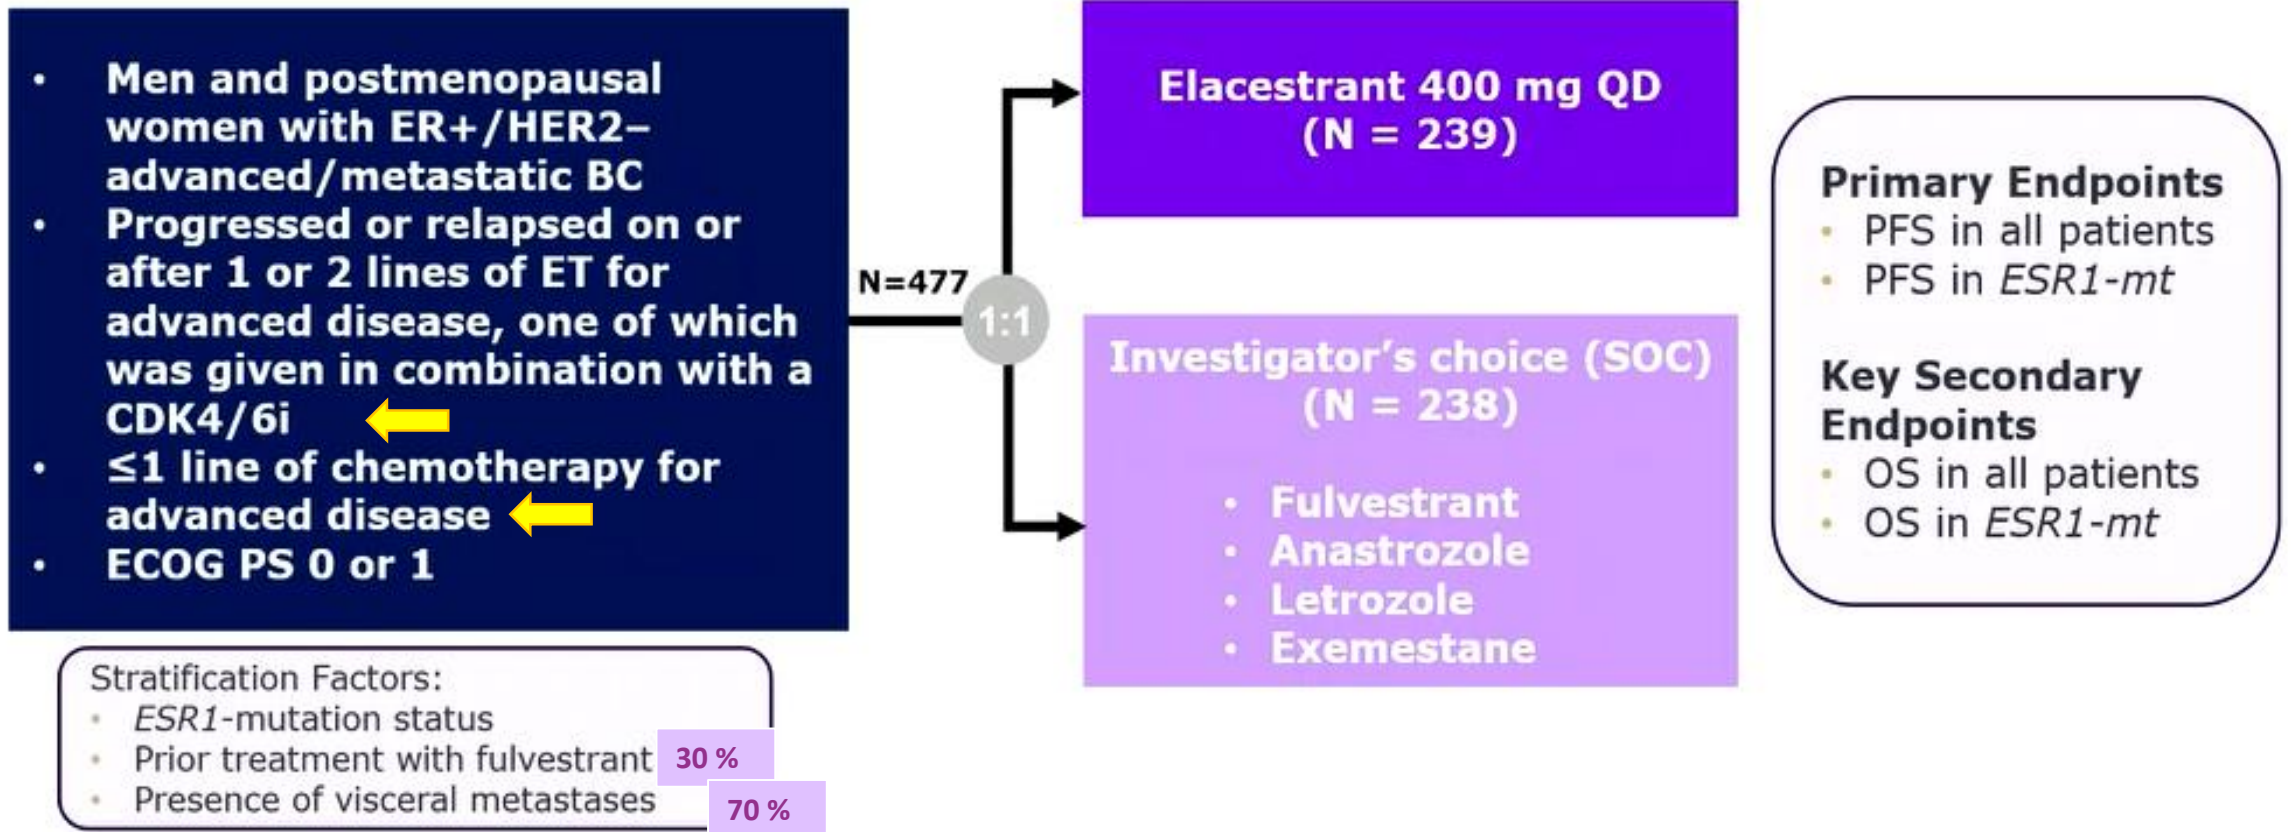 • Men and postmenopausal
women with ER+/HER2–
advanced/metastatic BC
• Progressed or relapsed on or
after 1 or 2 lines of ET for
advanced disease, one of which
was given in combination with a
CDK4/6i
• ≤1 line of chemotherapy for
advanced disease
• ECOG PS 0 or 1
Stratification Factors:
• ESR1-mutation status
• Prior treatment with fulvestrant 30 %
• Presence of visceral metastases 70 %
N=477
1:1
Elacestrant 400 mg QD
(N = 239)
Investigator’s choice (SOC)
(N = 238)
• Fulvestrant
• Anastrozole
• Letrozole
• Exemestane
Primary Endpoints
• PFS in all patients
• PFS in ESR1-mt
Key Secondary
Endpoints
• OS in all patients
• OS in ESR1-mt